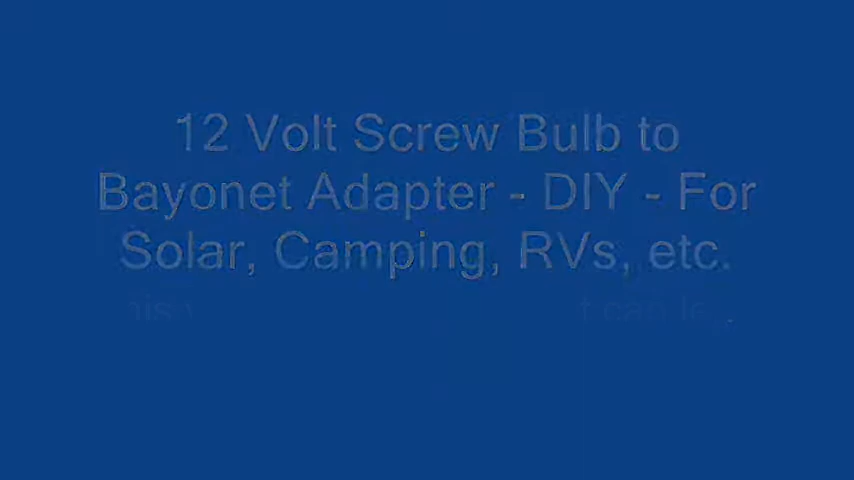 12 Volt Screw Bulb to
Bayonet Adapter - DIY - For
Solar, Camping, RVs, etc.